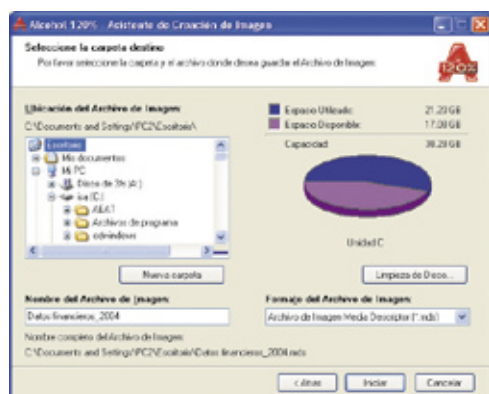 Alcohol 120% - Asistente de Creación de Imagen
Seleccione la carpeta destino
Por favor seleccione la carpeta y el archivo donde desea guardar el Archivo de Imagen:
120%
Ubicación del Archivo de Imagen:
C:\Documents and Settings\PC2\Escritorio\
Escritorio
Mis documentos
Mi PC
Disco de 3½ (A:)
(C:)
AEAT
Archivos de programa
Nueva carpeta
Espacio Utilizado: 21.20 GB
Espacio Disponible: 17.08 GB
Capacidad 38.28 GB
Unidad C
Limpieza de Disco...
Nombre del Archivo de Imagen:
Datos financieros_2004
Formato del Archivo de Imagen:
Archivo de Imagen Media Descriptor (*.mds)
Nombre completo del Archivo de Imagen:
C:\Documents and Settings\PC2\Escritorio\Datos financieros_2004.mds
< Atrás
Iniciar
Cancelar